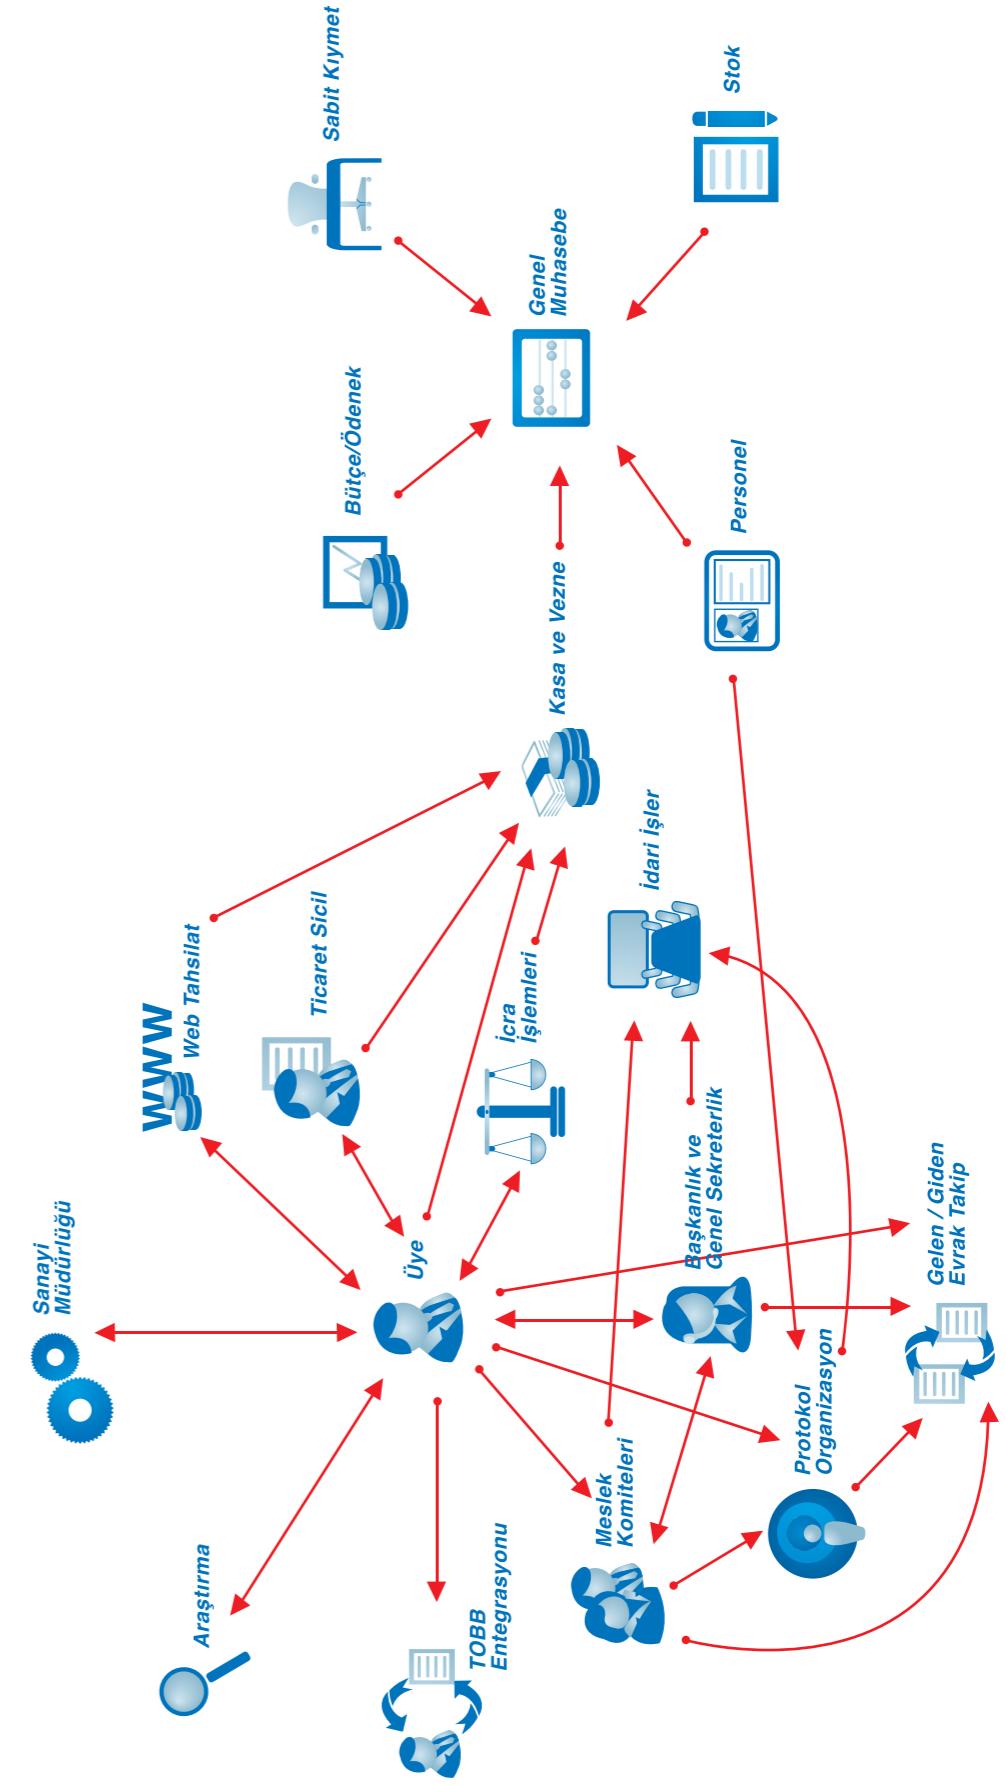 Araştırma
Sanayi
Müdürlüğü
WWW
Web Tahsilat
Ticaret Sicil
Sabit Kıymet
Bütçe/Ödenek
TOBB
Entegrasyonu
Üye
İcra
İşlemleri
Kasa ve Vezne
Genel
Muhasebe
Meslek
Komiteleri
Başkanlık ve
Genel Sekreterlik
İdari İşler
Personel
Stok
Protokol
Organizasyon
Gelen / Giden
Evrak Takip